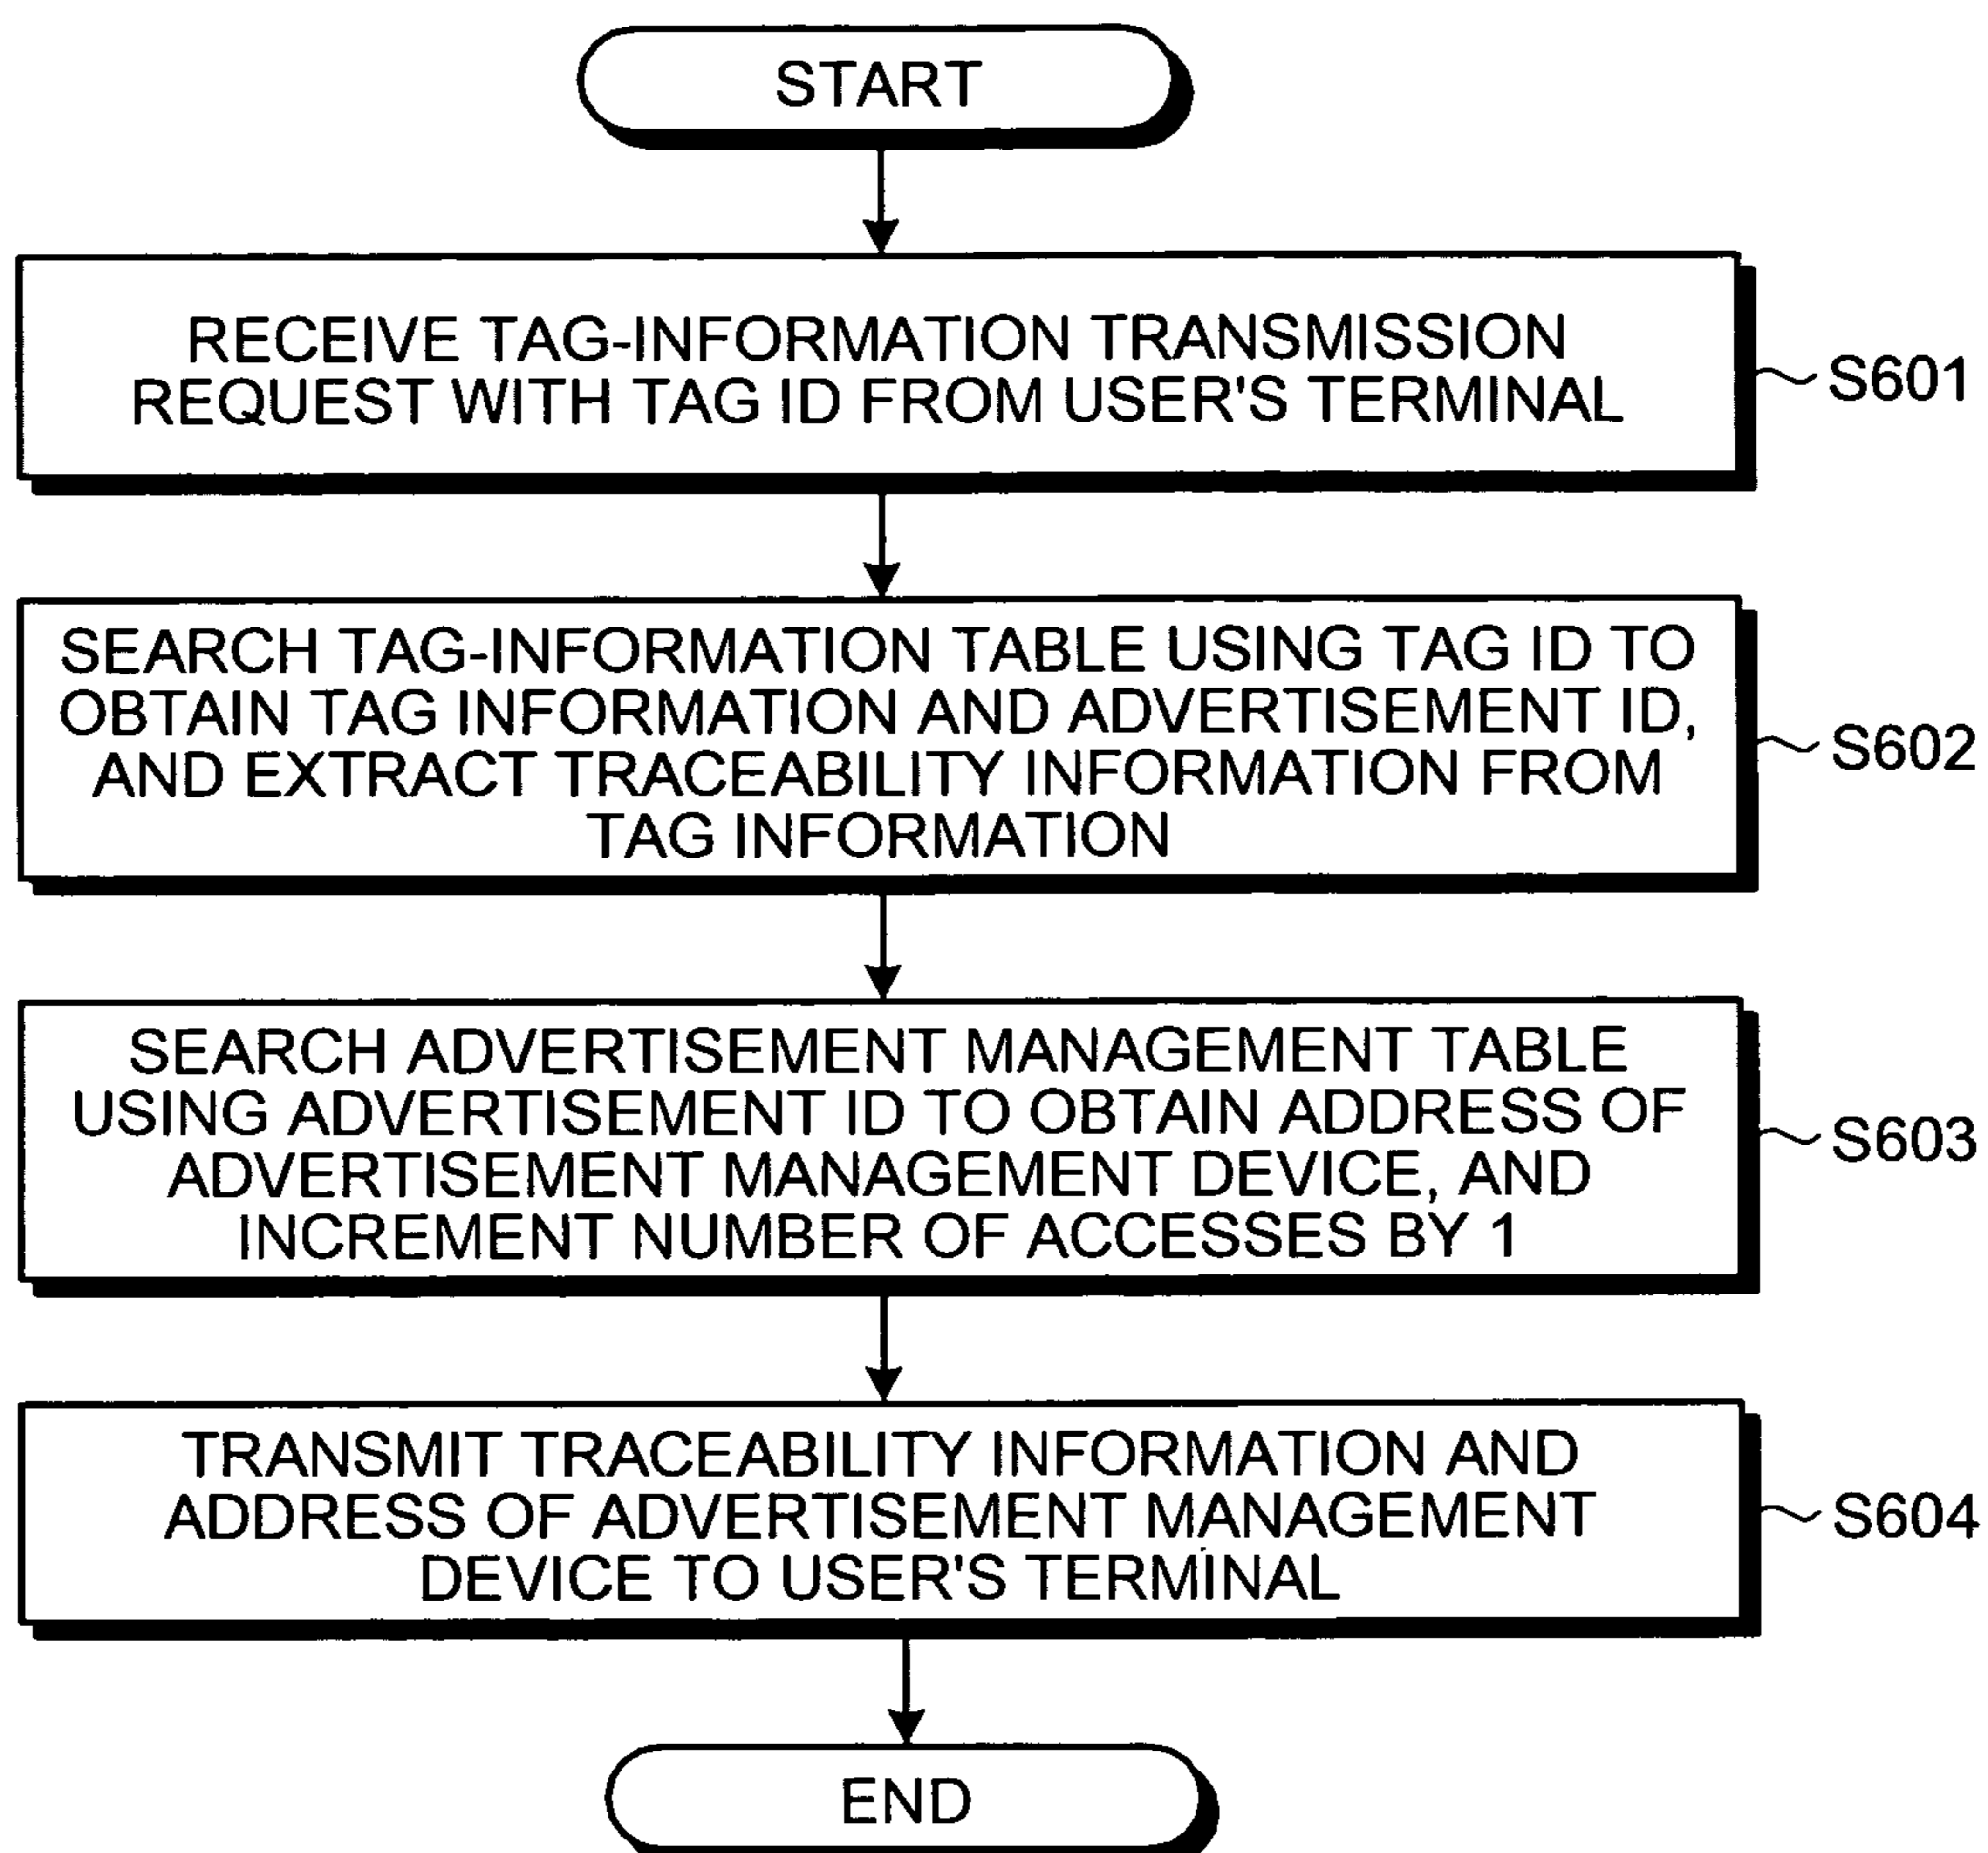 START
RECEIVE TAG-INFORMATION TRANSMISSION
REQUEST WITH TAG ID FROM USER'S TERMINAL
S601
SEARCH TAG-INFORMATION TABLE USING TAG ID TO
OBTAIN TAG INFORMATION AND ADVERTISEMENT ID,
AND EXTRACT TRACEABILITY INFORMATION FROM
TAG INFORMATION
S602
SEARCH ADVERTISEMENT MANAGEMENT TABLE
USING ADVERTISEMENT ID TO OBTAIN ADDRESS OF
ADVERTISEMENT MANAGEMENT DEVICE, AND
INCREMENT NUMBER OF ACCESSES BY 1
S603
TRANSMIT TRACEABILITY INFORMATION AND
ADDRESS OF ADVERTISEMENT MANAGEMENT
DEVICE TO USER'S TERMINAL
S604
END